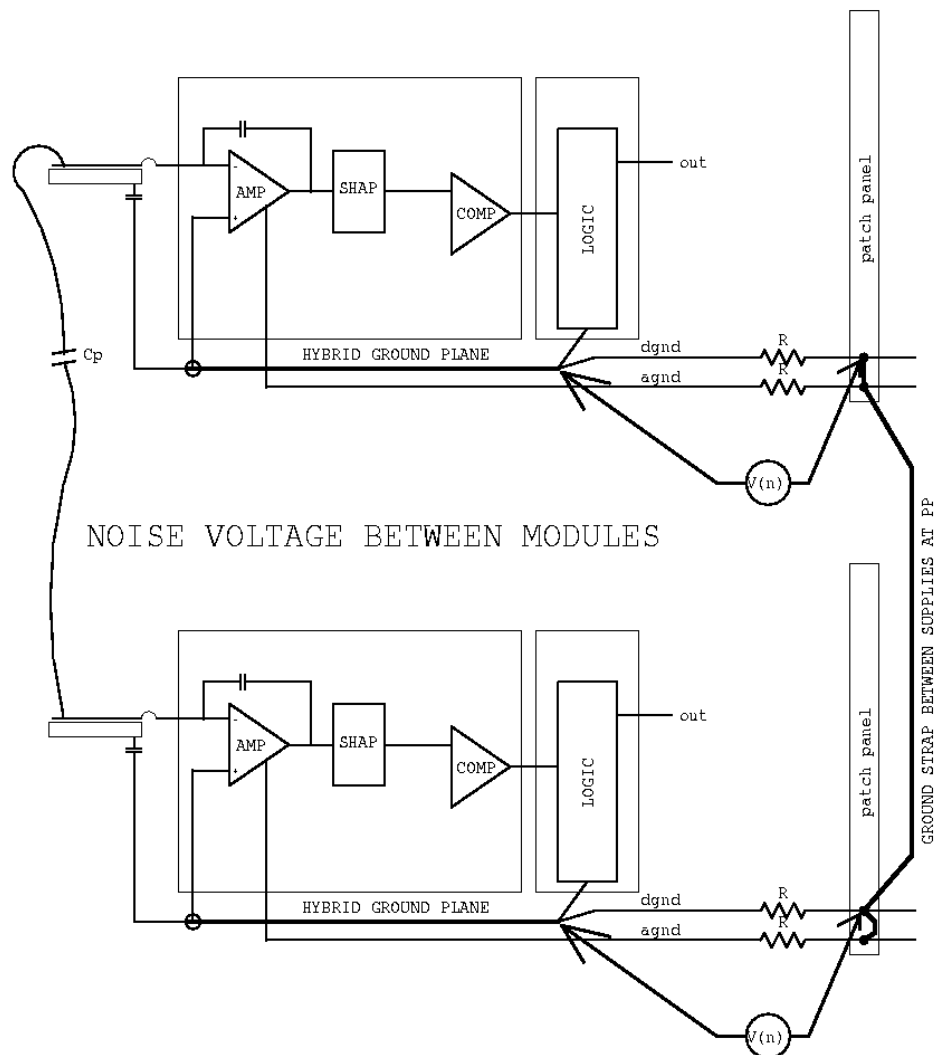 out
patch panel
AMP
SHAP
COMP
LOGIC
-
+
Cp
HYBRID GROUND PLANE
dgnd
R
agnd
R
V(n)
NOISE VOLTAGE BETWEEN MODULES
GROUND STRAP BETWEEN SUPPLIES AT PP
out
patch panel
AMP
SHAP
COMP
LOGIC
-
+
HYBRID GROUND PLANE
dgnd
R
agnd
R
V(n)